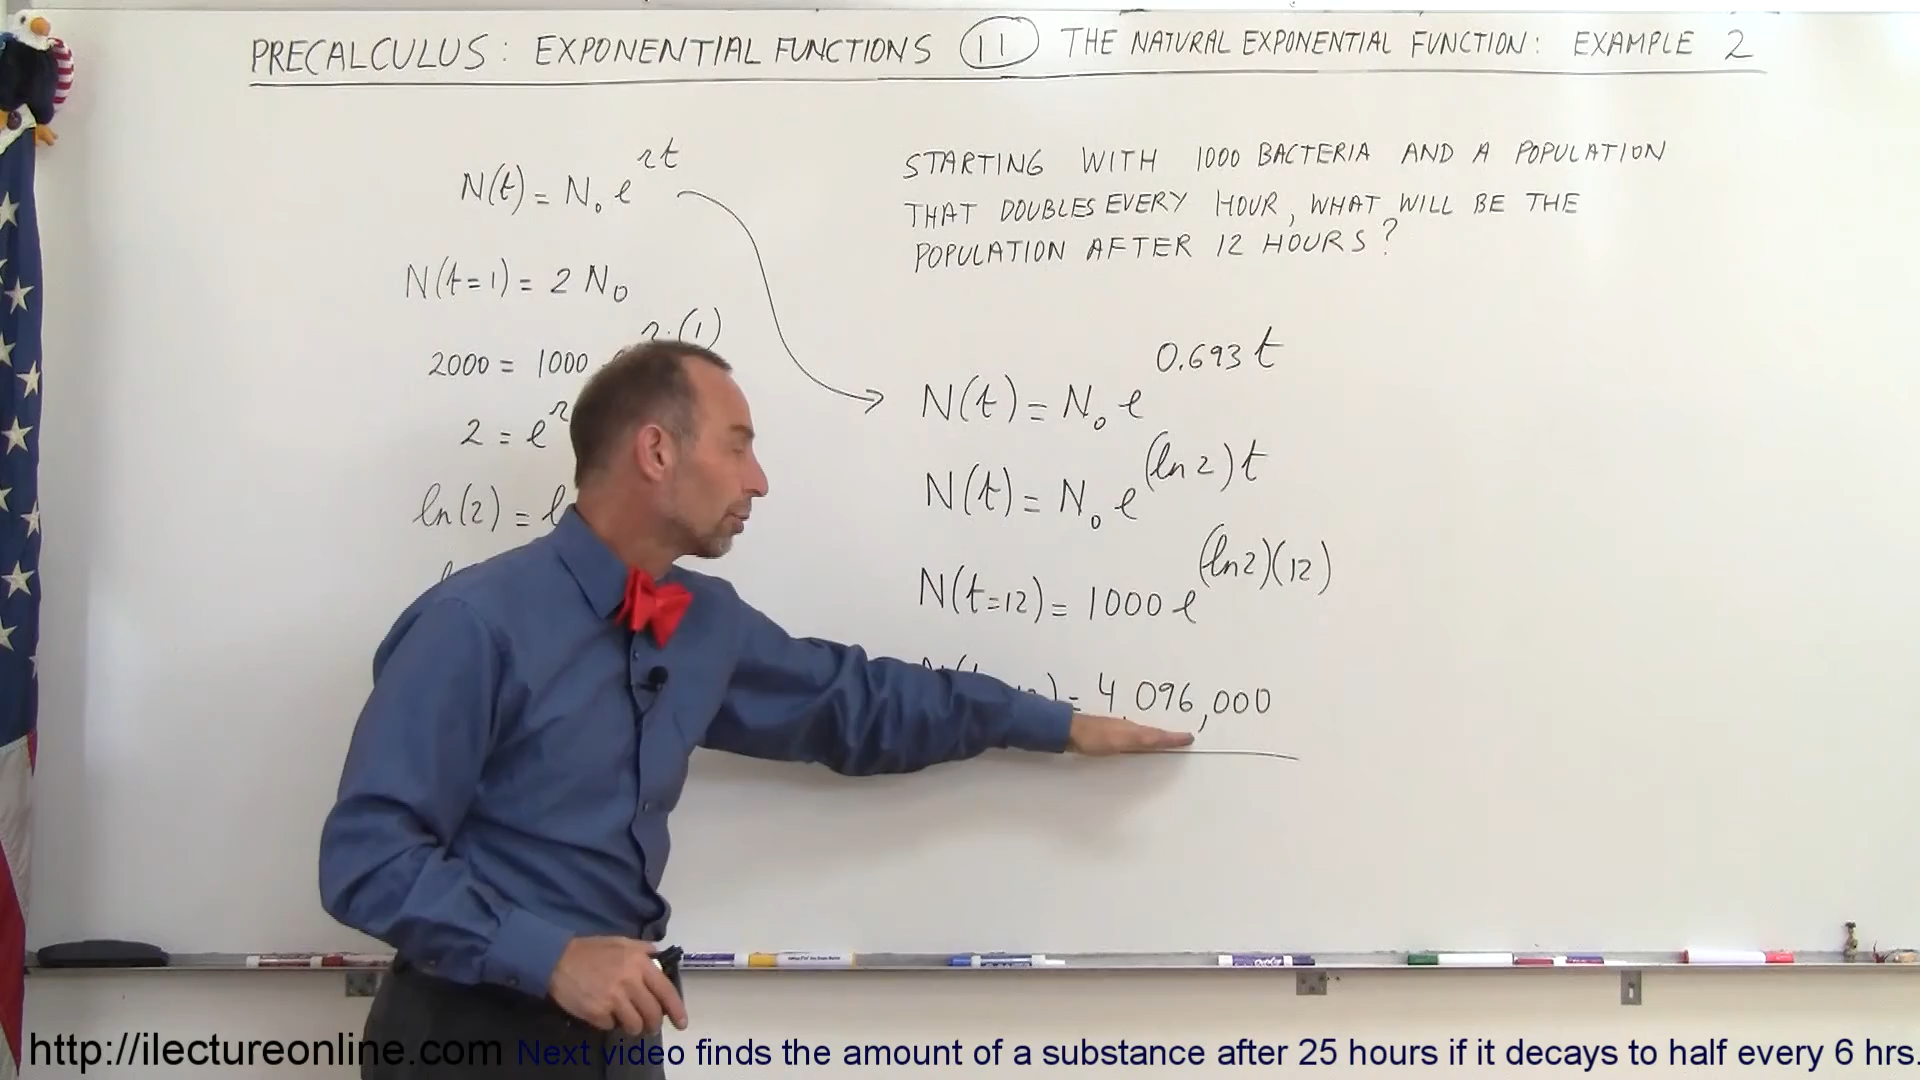 PRECALCULUS: EXPONENTIAL FUNCTIONS 11 THE NATURAL EXPONENTIAL FUNCTION: EXAMPLE 2
N(t) = N₀ e^rt
N(t=1) = 2 N₀
2000 = 1000 r·(1)
2 = e^r
ln(2) =
STARTING WITH 1000 BACTERIA AND A POPULATION
THAT DOUBLES EVERY HOUR, WHAT WILL BE THE
POPULATION AFTER 12 HOURS?
N(t) = N₀ e^0.693t
N(t) = N₀ e^(ln2)t
N(t=12) = 1000 e^(ln2)(12)
= 4,096,000
http://ilectureonline.com Next video finds the amount of a substance after 25 hours if it decays to half every 6 hrs.